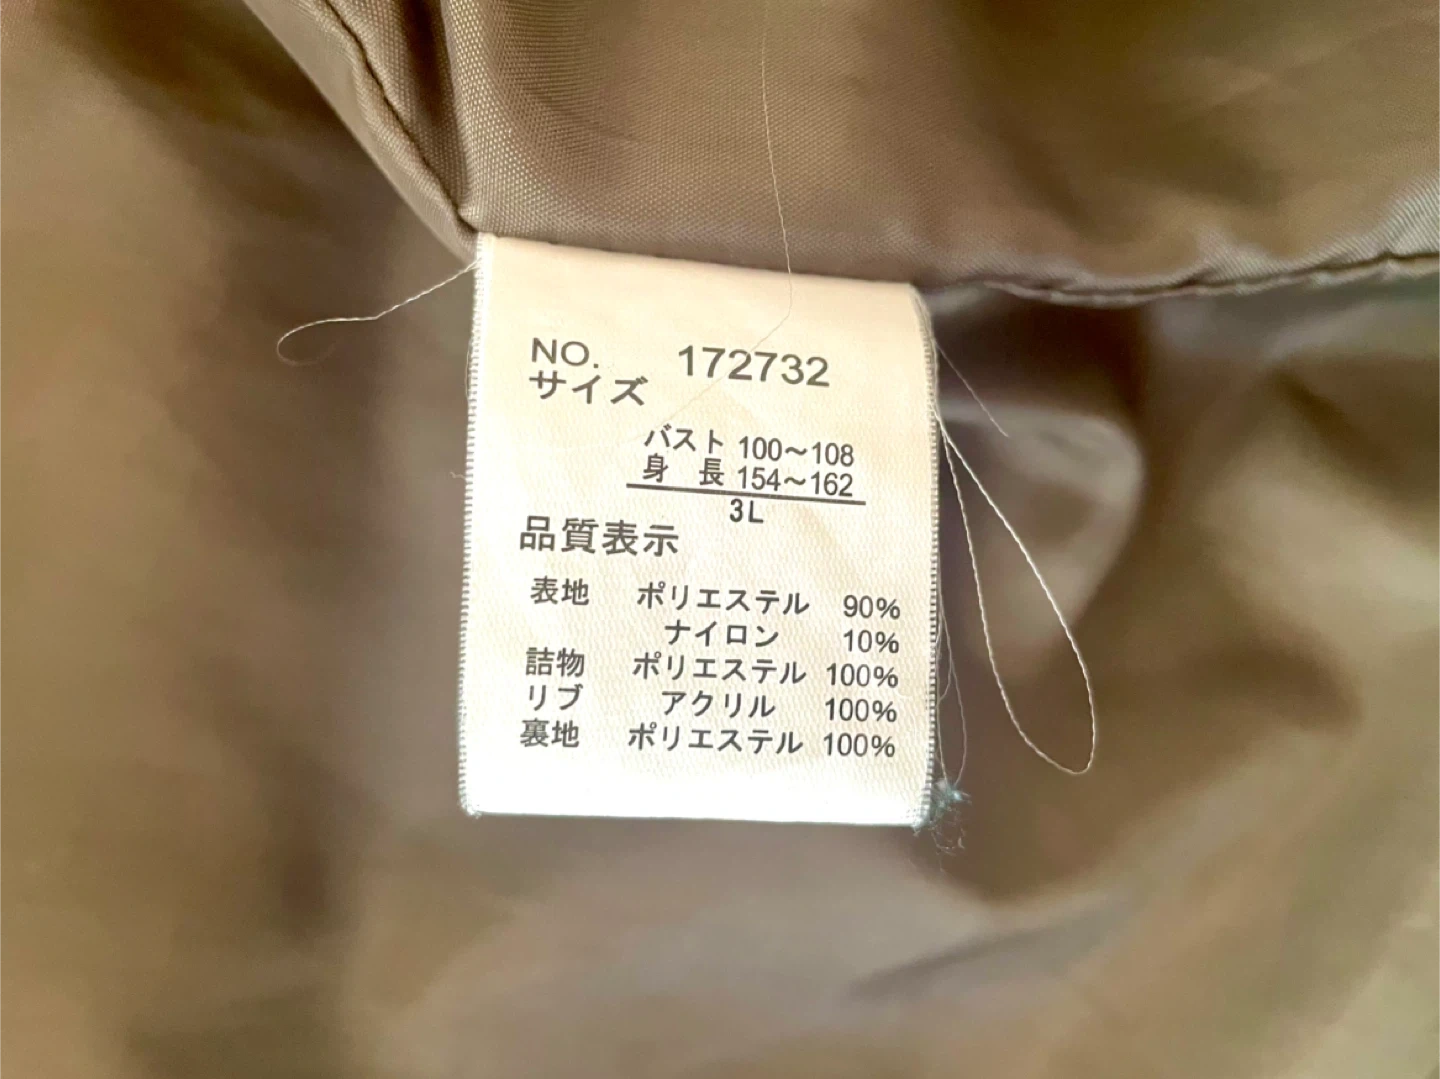 NO. 172732
サイズ
バスト 100～108
身 長 154～162
3L
品質表示
表地 ポリエステル 90%
ナイロン 10%
詰物 ポリエステル 100%
リブ アクリル 100%
裏地 ポリエステル 100%